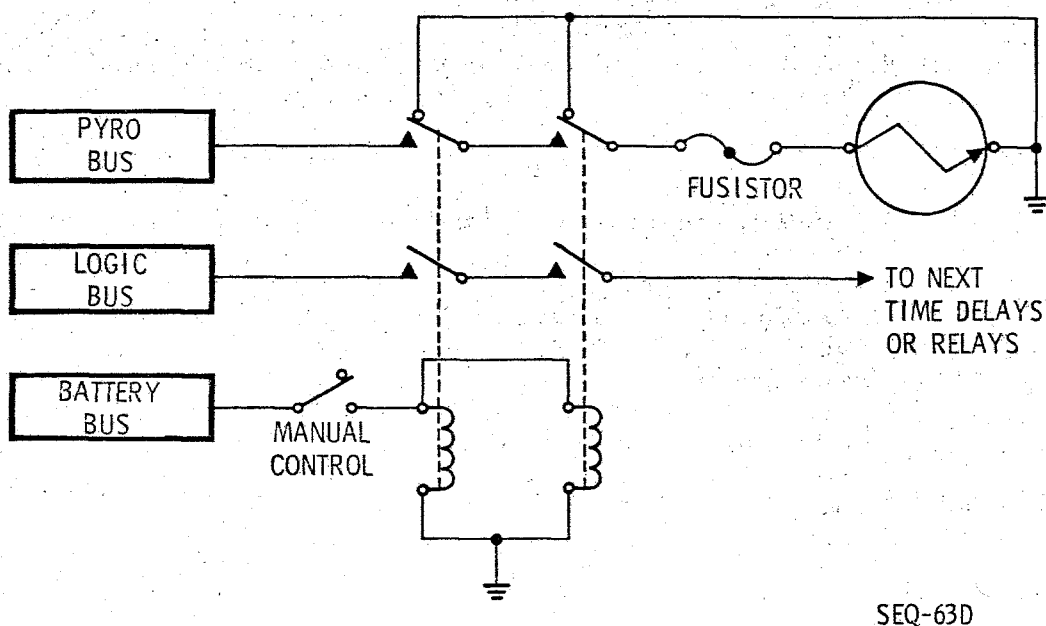 PYRO
BUS
FUSISTOR
LOGIC
BUS
TO NEXT
TIME DELAYS
OR RELAYS
BATTERY
BUS
MANUAL
CONTROL
SEQ-63D